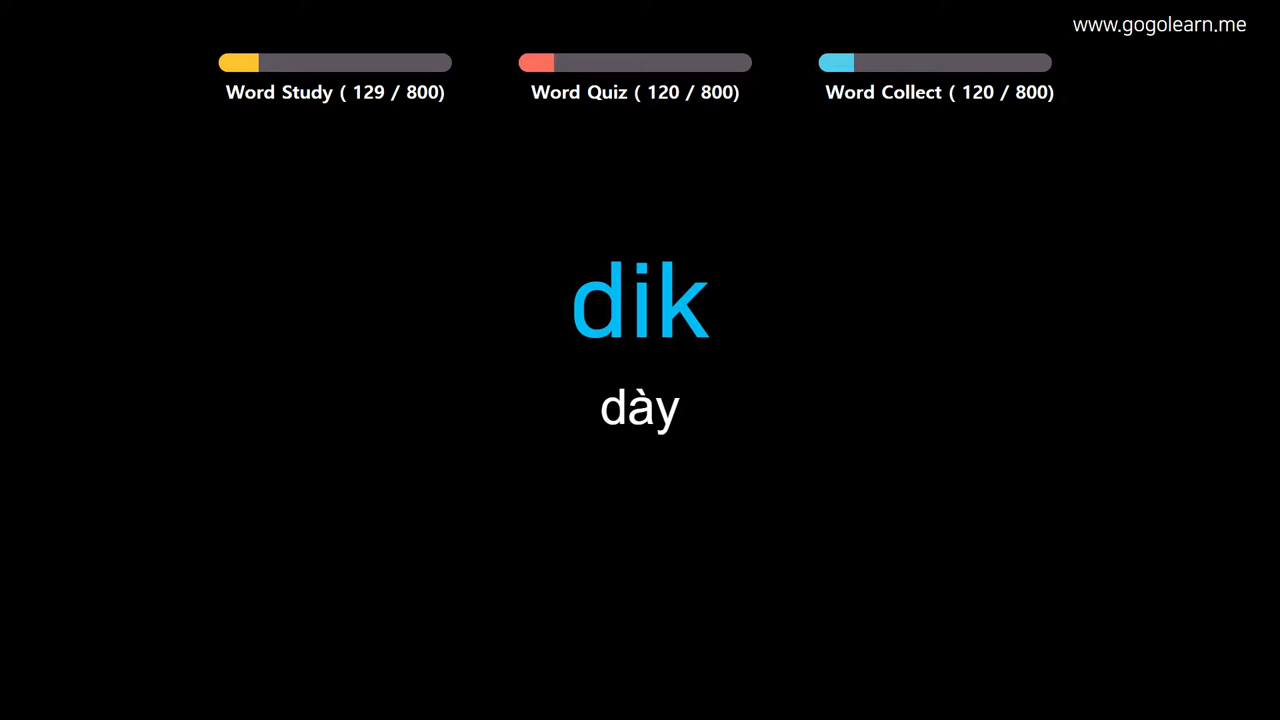 www.gogolearn.me
Word Study ( 129 / 800)
Word Quiz ( 120 / 800)
Word Collect ( 120 / 800)
dik
dày